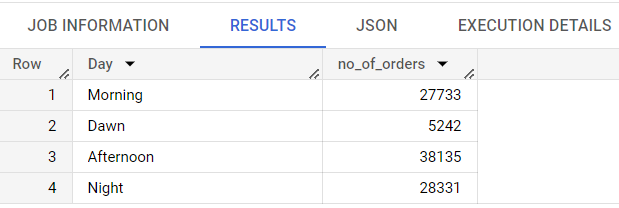 JOB INFORMATION RESULTS JSON EXECUTION DETAILS
Row Day no_of_orders
1 Morning 27733
2 Dawn 5242
3 Afternoon 38135
4 Night 28331